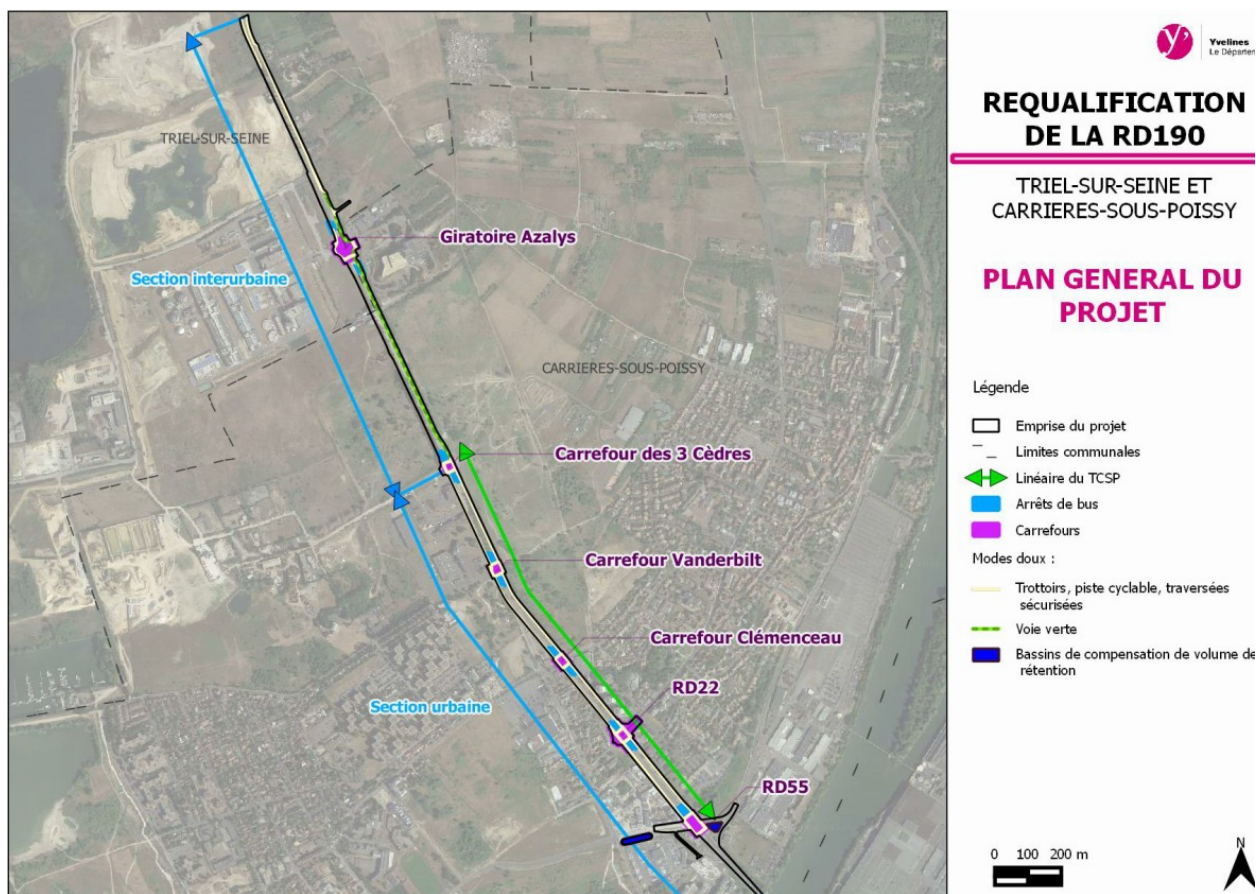 Yvelines
Le Départem
REQUALIFICATION
DE LA RD190
TRIEL-SUR-SEINE ET
CARRIERES-SOUS-POISSY
PLAN GENERAL DU
PROJET
Légende
Emprise du projet
Limites communales
Linéaire du TCSP
Arrêts de bus
Carrefours
Modes doux :
Trottoirs, piste cyclable, traversées
sécurisées
Voie verte
Bassins de compensation de volume de
rétention
0 100 200 m
N
TRIEL-SUR-SEINE
Giratoire Azalys
Section interurbaine
CARRIERES-SOUS-POISSY
Carrefour des 3 Cèdres
Carrefour Vanderbilt
Carrefour Clémenceau
RD22
Section urbaine
RD55